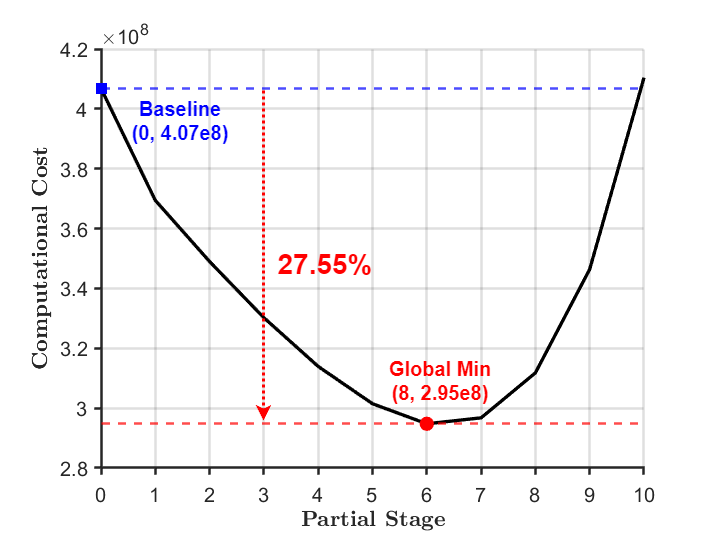 ×10⁸
4.2
4
3.8
3.6
3.4
3.2
3
2.8
Computational Cost
Baseline
(0, 4.07e8)
27.55%
Global Min
(8, 2.95e8)
0 1 2 3 4 5 6 7 8 9 10
Partial Stage